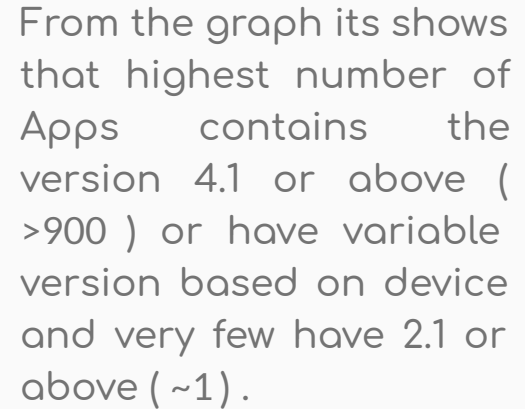 From the graph its shows
that highest number of
Apps contains the
version 4.1 or above (
>900 ) or have variable
version based on device
and very few have 2.1 or
above ( ~1 ) .